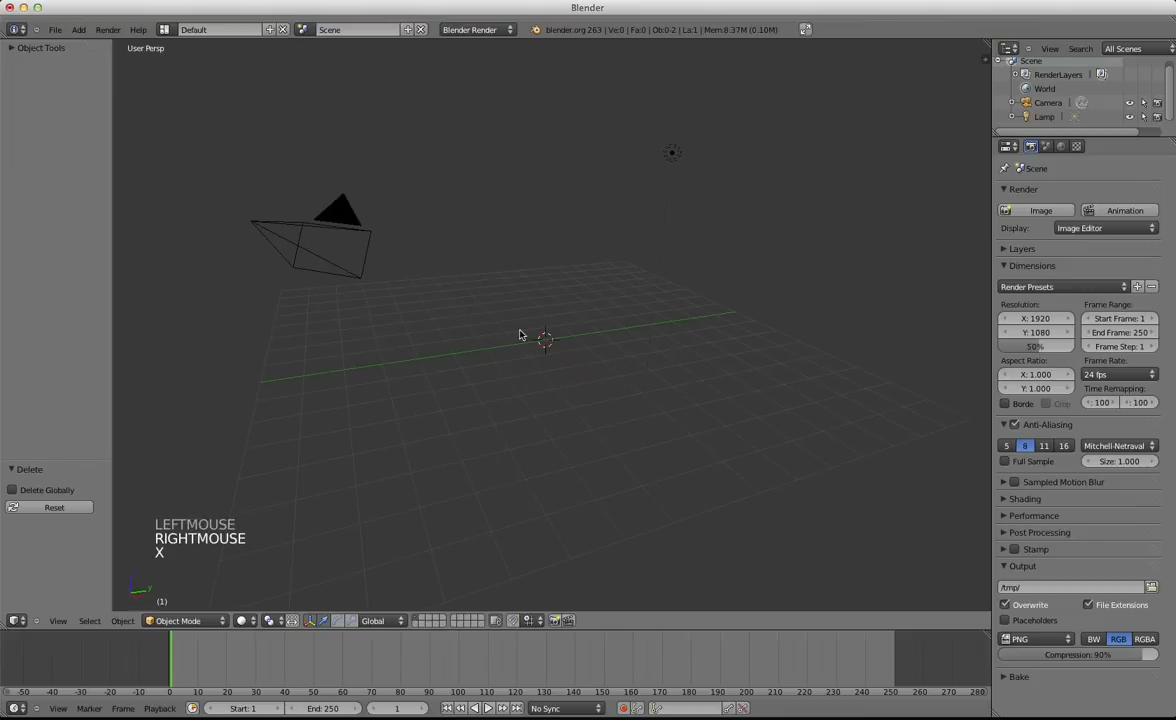 Blender
File Add Render Help Default Scene Blender Render blender.org 263 | Ve:0 | Fa:0 | Ob:0-2 | La:1 | Mem:8.37M (0.10M)
Object Tools
User Persp
View Search All Scenes
Scene
RenderLayers
World
Camera
Lamp
Scene
Render
Image Animation
Display: Image Editor
Layers
Dimensions
Render Presets
Resolution: Frame Range:
X: 1920 Start Frame: 1
Y: 1080 End Frame: 250
50% Frame Step: 1
Aspect Ratio: Frame Rate:
X: 1.000 24 fps
Y: 1.000 Time Remapping:
Borde Crop : 100 : 100
Anti-Aliasing
5 8 11 16 Mitchell-Netraval
Full Sample Size: 1.000
Sampled Motion Blur
Shading
Performance
Post Processing
Stamp
Output
/tmp/
Overwrite File Extensions
Placeholders
PNG BW RGB RGBA
Compression: 90%
Bake
Delete
Delete Globally
Reset
LEFTMOUSE
RIGHTMOUSE
X
y
(1)
View Select Object Object Mode Global
-50 -40 -30 -20 -10 0 10 20 30 40 50 60 70 80 90 100 110 120 130 140 150 160 170 180 190 200 210 220 230 240 250 260 270 280
View Marker Frame Playback Start: 1 End: 250 1 No Sync